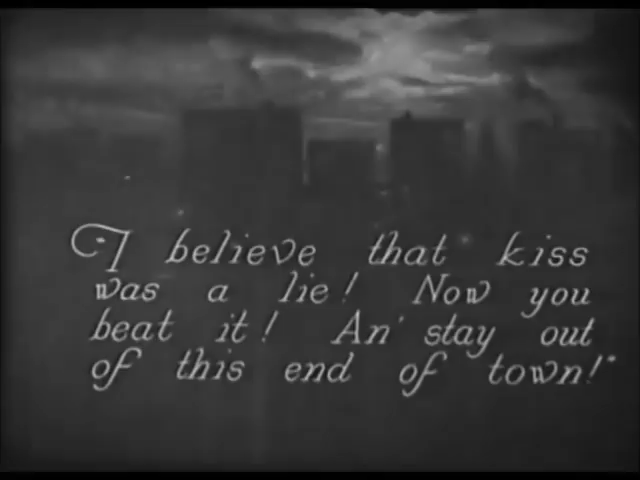 "I believe that kiss
was a lie! Now you
beat it! An' stay out
of this end of town!"